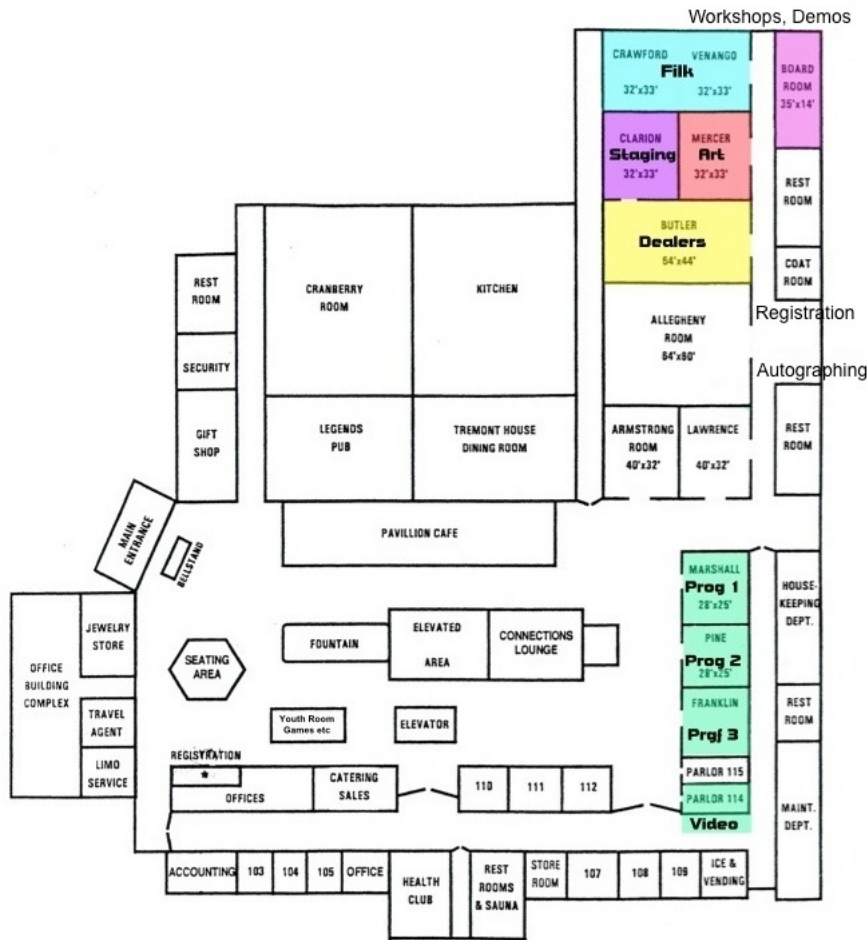 Workshops, Demos
CRAWFORD VENANGO
Filk
32'x33' 32'x33'
BOARD
ROOM
35'x14'
CLARION
Staging
32'x33'
MERCER
Art
32'x33'
REST
ROOM
BUTLER
Dealers
64'x44'
COAT
ROOM
REST
ROOM
CRANBERRY
ROOM
KITCHEN
Registration
ALLEGHENY
ROOM
64'x60'
SECURITY
Autographing
GIFT
SHOP
LEGENDS
PUB
TREMONT HOUSE
DINING ROOM
ARMSTRONG
ROOM
40'x32'
LAWRENCE
40'x32'
REST
ROOM
MAIN
ENTRANCE
BELLSTAND
PAVILLION CAFE
MARSHALL
Prog 1
28'x25'
HOUSE-
KEEPING
DEPT.
JEWELRY
STORE
OFFICE
BUILDING
COMPLEX
SEATING
AREA
FOUNTAIN
ELEVATED
AREA
CONNECTIONS
LOUNGE
PINE
Prog 2
28'x25'
TRAVEL
AGENT
Youth Room
Games etc
ELEVATOR
FRANKLIN
Prgf 3
REST
ROOM
LIMO
SERVICE
REGISTRATION
*
OFFICES
CATERING
SALES
110
111
112
PARLOR 115
PARLOR 114
Video
MAINT.
DEPT.
ACCOUNTING
103
104
105
OFFICE
HEALTH
CLUB
REST
ROOMS
& SAUNA
STORE
ROOM
107
108
109
ICE &
VENDING